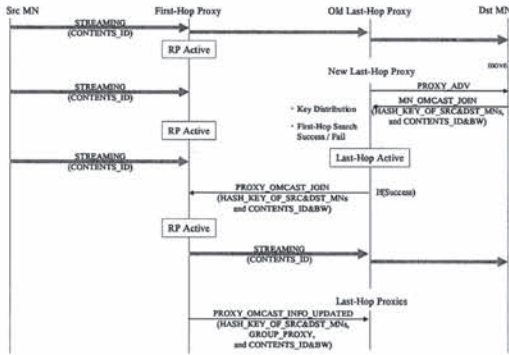 Src MN
First-Hop Proxy
Old Last-Hop Proxy
Dst MN
STREAMING
(CONTENTS_ID)
RP Active
move
New Last-Hop Proxy
PROXY_ADV
STREAMING
(CONTENTS_ID)
MN_OMCAST_JOIN
(HASH_KEY_OF_SRC&DST_MNs,
and CONTENTS_ID&BW)
· Key Distribution
· First-Hop Search
Success / Fail
RP Active
STREAMING
(CONTENTS_ID)
Last-Hop Active
PROXY_OMCAST_JOIN
(HASH_KEY_OF_SRC&DST_MNs
and CONTENTS_ID&BW)
If(Success)
RP Active
STREAMING
(CONTENTS_ID)
Last-Hop Proxies
PROXY_OMCAST_INFO_UPDATED
(HASH_KEY_OF_SRC&DST_MNs,
GROUP_PROXY,
and CONTENTS_ID&BW)